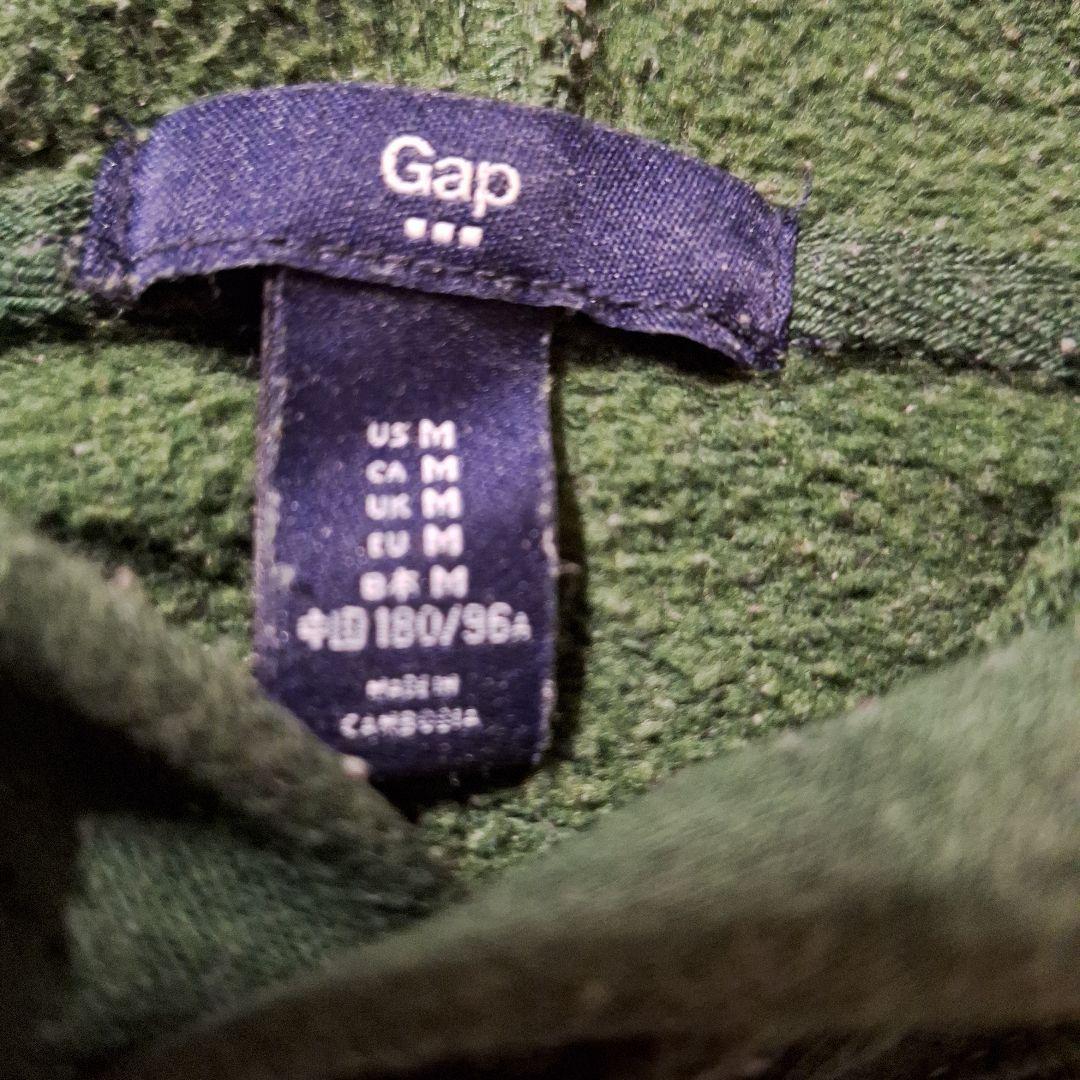 Gap
US M
CA M
UK M
EU M
日本 M
中国 180/96A
MADE IN
CAMBODIA